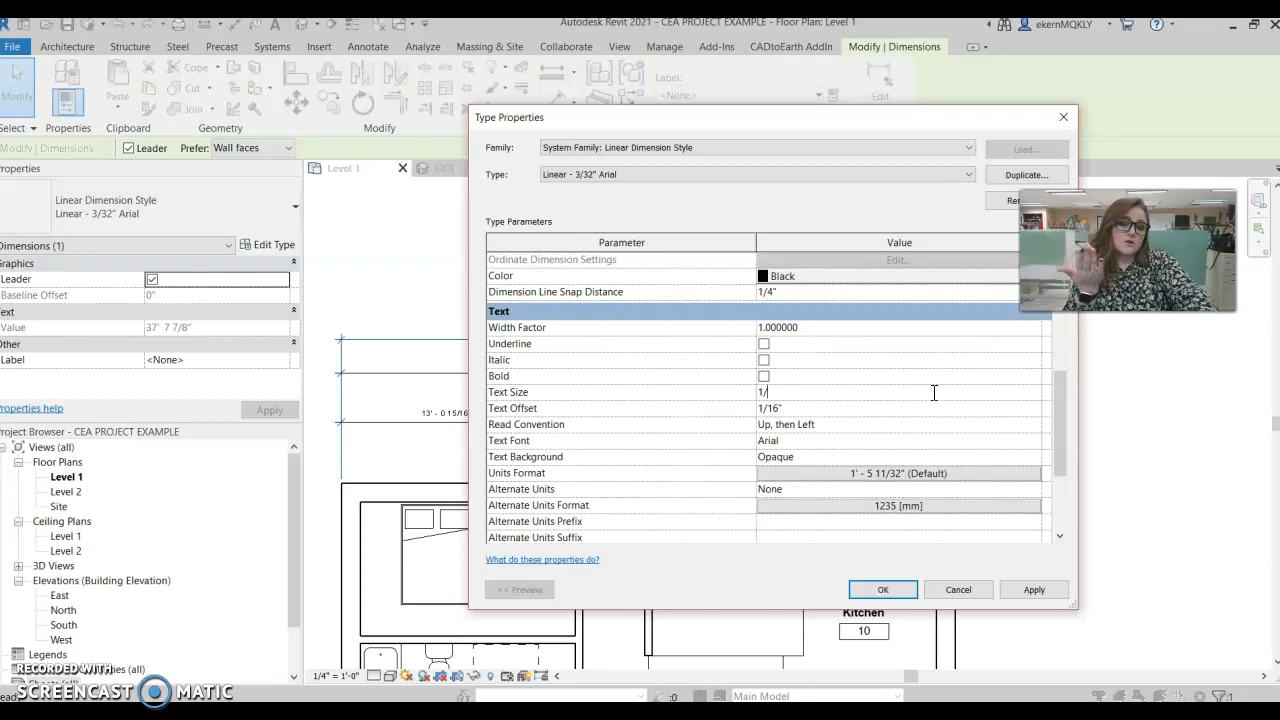 Autodesk Revit 2021 - CEA PROJECT EXAMPLE - Floor Plan: Level 1
ekernMQKLY
File Architecture Structure Steel Precast Systems Insert Annotate Analyze Massing & Site Collaborate View Manage Add-Ins CADtoEarth AddIn Modify | Dimensions
Modify
Paste
Cope
Cut
Join
Label:
<None>
Edit
Select Properties Clipboard Geometry Modify
Modify | Dimensions Leader Prefer: Wall faces
Properties
Level 1
Linear Dimension Style
Linear - 3/32" Arial
Dimensions (1) Edit Type
Graphics
Leader
Baseline Offset 0"
Text
Value 37' 7 7/8"
Other
Label <None>
Properties help Apply
Project Browser - CEA PROJECT EXAMPLE
Views (all)
Floor Plans
Level 1
Level 2
Site
Ceiling Plans
Level 1
Level 2
3D Views
Elevations (Building Elevation)
East
North
South
West
Legends
(all)
RECORDED WITH
SCREENCAST MATIC
13' - 0 15/16
Type Properties
Family: System Family: Linear Dimension Style Load...
Type: Linear - 3/32" Arial Duplicate...
Ren
Type Parameters
Parameter Value
Ordinate Dimension Settings Edit...
Color Black
Dimension Line Snap Distance 1/4"
Text
Width Factor 1.000000
Underline
Italic
Bold
Text Size 1/
Text Offset 1/16"
Read Convention Up, then Left
Text Font Arial
Text Background Opaque
Units Format 1' - 5 11/32" (Default)
Alternate Units None
Alternate Units Format 1235 [mm]
Alternate Units Prefix
Alternate Units Suffix
What do these properties do?
<< Preview OK Cancel Apply
Kitchen
10
1/4" = 1'-0"
:0
Main Model
:1